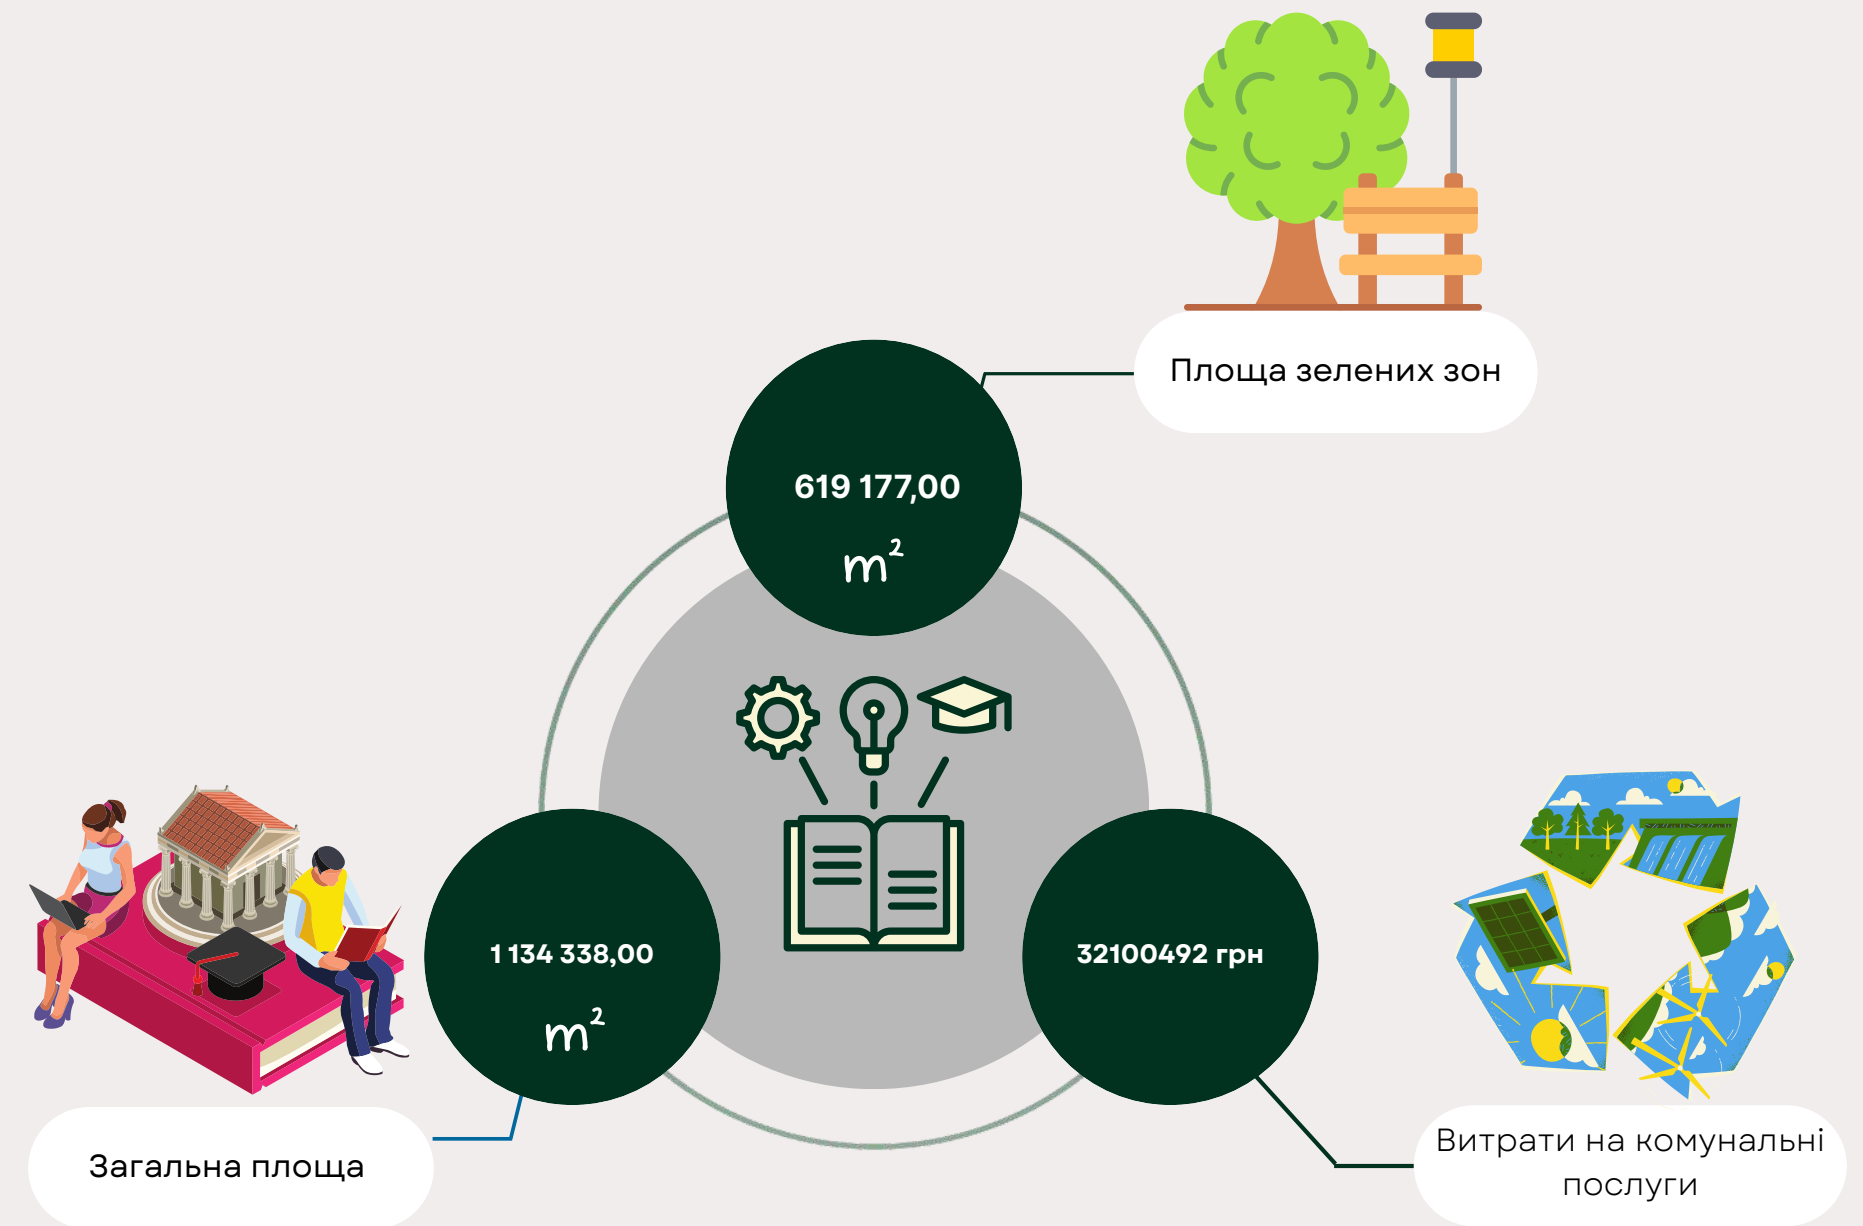 Площа зелених зон
619 177,00
m²
1 134 338,00
m²
32100492 грн
Загальна площа
Витрати на комунальні
послуги